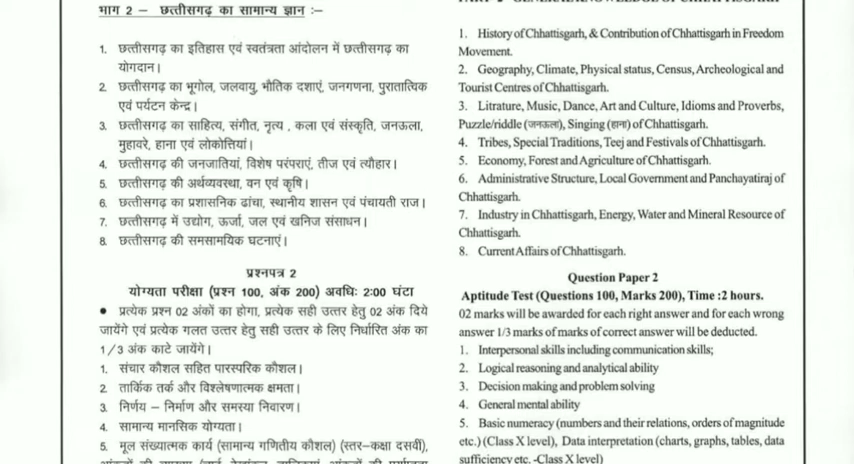 भाग 2 – छत्तीसगढ़ का सामान्य ज्ञान :–
1. छत्तीसगढ़ का इतिहास एवं स्वतंत्रता आंदोलन में छत्तीसगढ़ का
योगदान।
2. छत्तीसगढ़ का भूगोल, जलवायु, भौतिक दशाएं, जनगणना, पुरातात्विक
एवं पर्यटन केन्द्र।
3. छत्तीसगढ़ का साहित्य, संगीत, नृत्य , कला एवं संस्कृति, जनऊला,
मुहावरे, हाना एवं लोकोत्तियां।
4. छत्तीसगढ़ की जनजातियां, विशेष परंपराएं, तीज एवं त्यौहार।
5. छत्तीसगढ़ की अर्थव्यवस्था, वन एवं कृषि।
6. छत्तीसगढ़ का प्रशासनिक ढांचा, स्थानीय शासन एवं पंचायती राज।
7. छत्तीसगढ़ में उद्योग, ऊर्जा, जल एवं खनिज संसाधन।
8. छत्तीसगढ़ की समसामयिक घटनाएं।
प्रश्नपत्र 2
योग्यता परीक्षा (प्रश्न 100, अंक 200) अवधिः 2:00 घंटा
● प्रत्येक प्रश्न 02 अंकों का होगा, प्रत्येक सही उत्तर हेतु 02 अंक दिये
जायेंगे एवं प्रत्येक गलत उत्तर हेतु सही उत्तर के लिए निर्धारित अंक का
1/3 अंक काटे जायेंगे।
1. संचार कौशल सहित पारस्परिक कौशल।
2. तार्किक तर्क और विश्लेषणात्मक क्षमता।
3. निर्णय – निर्माण और समस्या निवारण।
4. सामान्य मानसिक योग्यता।
5. मूल संख्यात्मक कार्य (सामान्य गणितीय कौशल) (स्तर–कक्षा दसवीं),
1. History of Chhattisgarh, & Contribution of Chhattisgarh in Freedom
Movement.
2. Geography, Climate, Physical status, Census, Archeological and
Tourist Centres of Chhattisgarh.
3. Litrature, Music, Dance, Art and Culture, Idioms and Proverbs,
Puzzle/riddle (जनऊला), Singing (हाना) of Chhattisgarh.
4. Tribes, Special Traditions, Teej and Festivals of Chhattisgarh.
5. Economy, Forest and Agriculture of Chhattisgarh.
6. Administrative Structure, Local Government and Panchayatiraj of
Chhattisgarh.
7. Industry in Chhattisgarh, Energy, Water and Mineral Resource of
Chhattisgarh.
8. Current Affairs of Chhattisgarh.
Question Paper 2
Aptitude Test (Questions 100, Marks 200), Time :2 hours.
02 marks will be awarded for each right answer and for each wrong
answer 1/3 marks of marks of correct answer will be deducted.
1. Interpersonal skills including communication skills;
2. Logical reasoning and analytical ability
3. Decision making and problem solving
4. General mental ability
5. Basic numeracy (numbers and their relations, orders of magnitude
etc.) (Class X level), Data interpretation (charts, graphs, tables, data
sufficiency etc. -Class X level)